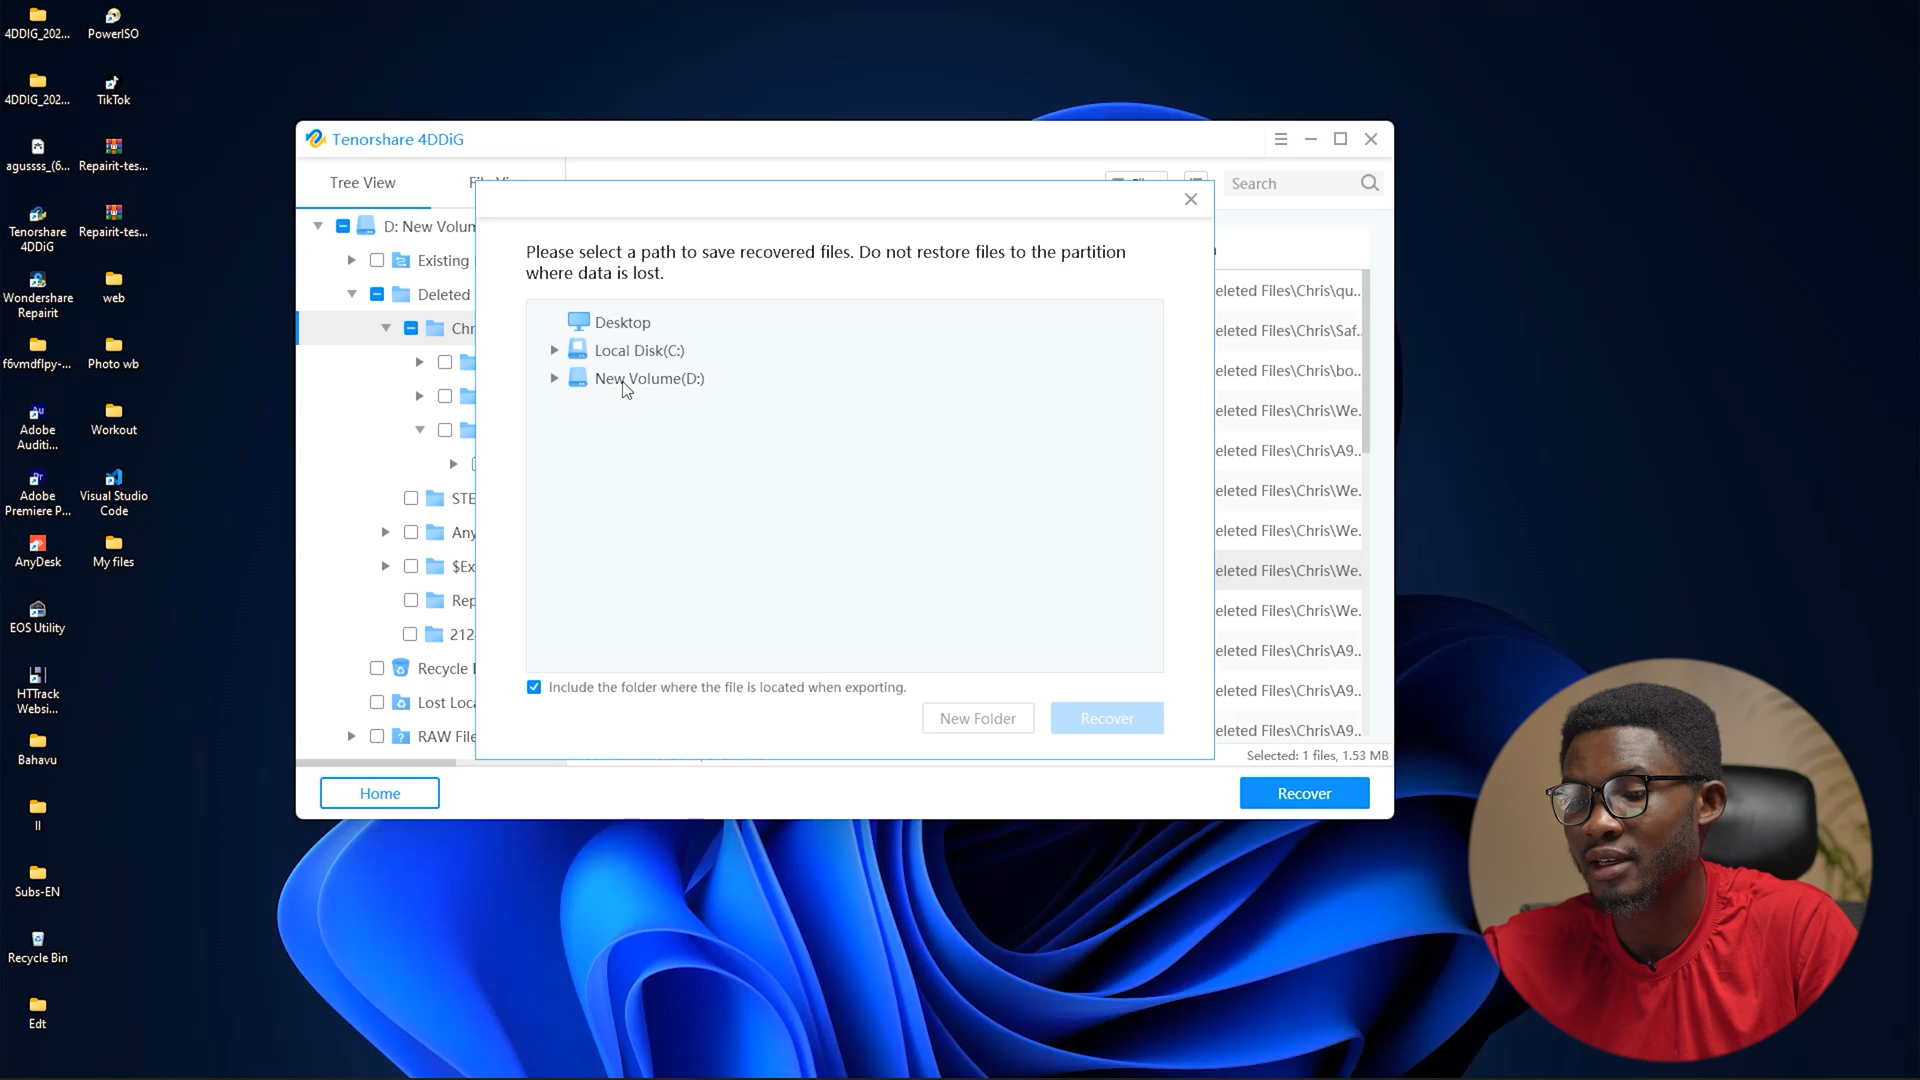 4DDIG_202...
PowerISO
4DDIG_202...
TikTok
agussss_(6...
Repairit-tes...
Tenorshare
4DDiG
Repairit-tes...
Wondershare
Repairit
web
f6vmdflpy-...
Photo wb
Adobe
Auditi...
Workout
Adobe
Premiere P...
Visual Studio
Code
AnyDesk
My files
EOS Utility
HTTrack
Websi...
Bahavu
II
Subs-EN
Recycle Bin
Edt
Tenorshare 4DDiG
Tree View
Search
D: New Volum
Existing
Deleted
Chr
STE
Any
$Ex
Rep
212
Recycle
Lost Loca
RAW File
Please select a path to save recovered files. Do not restore files to the partition
where data is lost.
Desktop
Local Disk(C:)
New Volume(D:)
Include the folder where the file is located when exporting.
New Folder
Recover
eleted Files\Chris\qu..
eleted Files\Chris\Saf.
eleted Files\Chris\bo..
eleted Files\Chris\We.
eleted Files\Chris\A9..
eleted Files\Chris\We.
eleted Files\Chris\We.
eleted Files\Chris\We.
eleted Files\Chris\We.
eleted Files\Chris\A9..
eleted Files\Chris\A9..
eleted Files\Chris\A9..
Selected: 1 files, 1.53 MB
Home
Recover